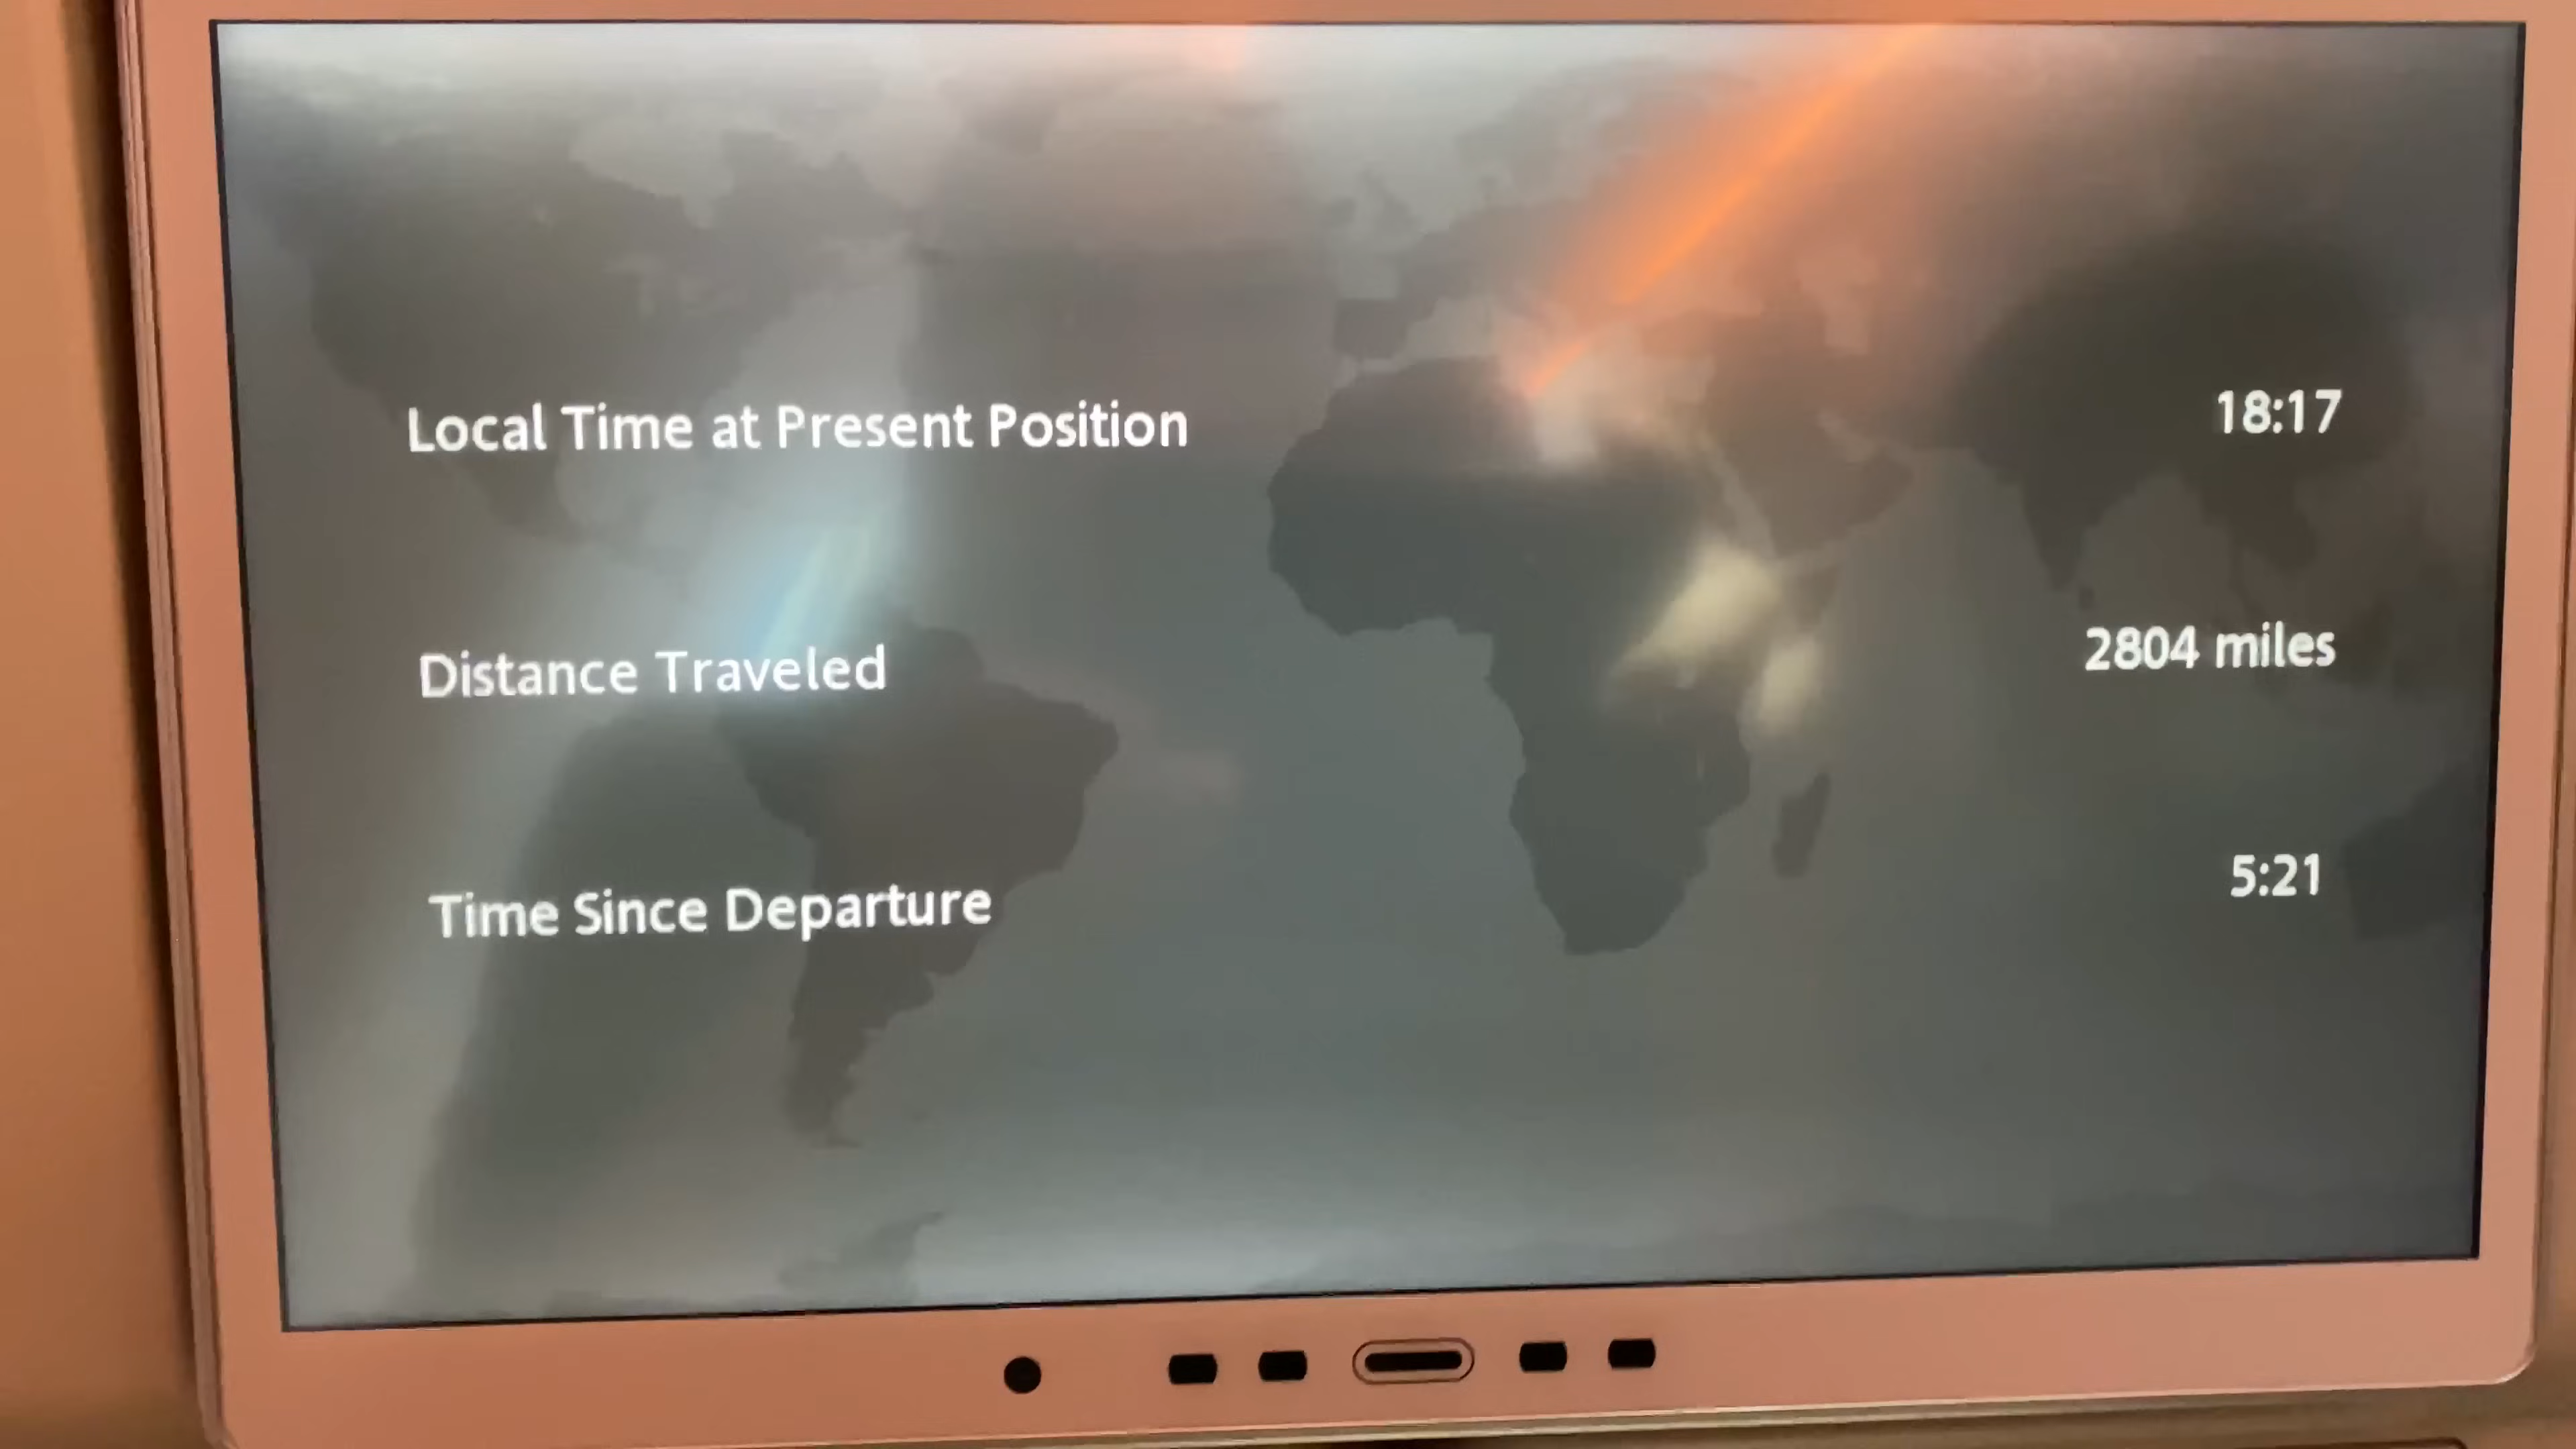 Local Time at Present Position 18:17
Distance Traveled 2804 miles
Time Since Departure 5:21